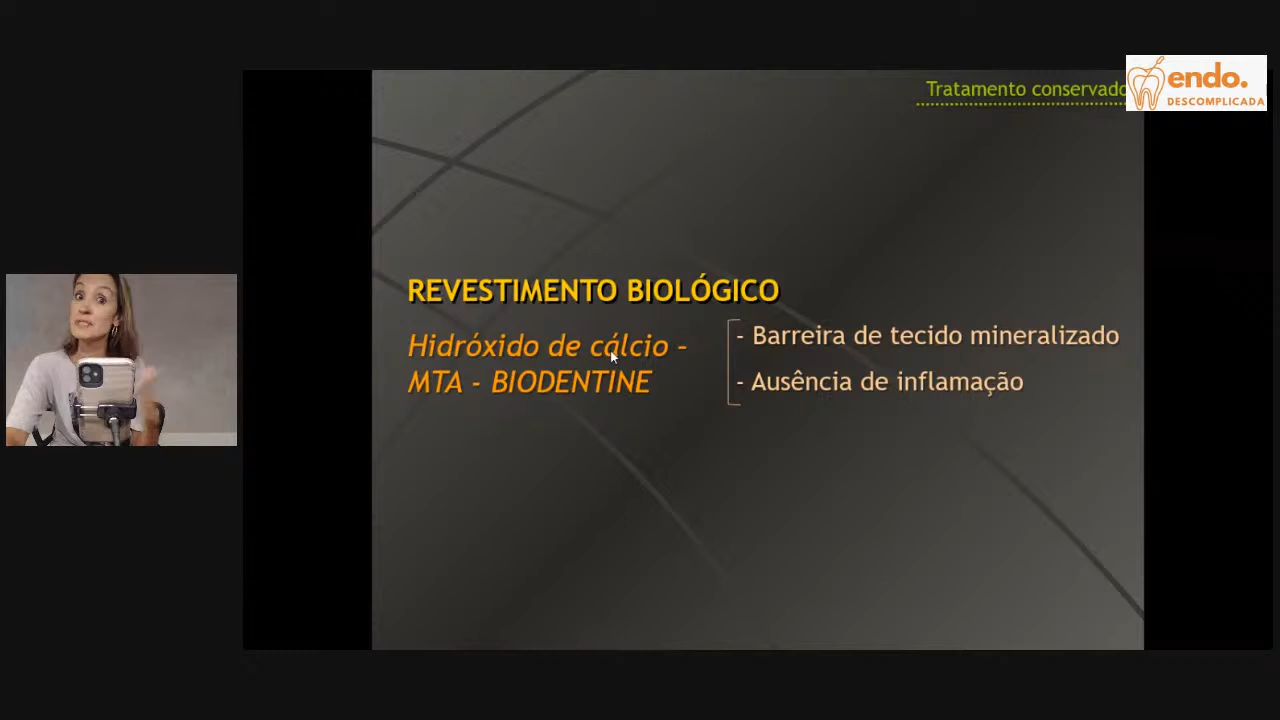 Tratamento conservado
endo.
DESCOMPLICADA
REVESTIMENTO BIOLÓGICO
Hidróxido de cálcio –
MTA - BIODENTINE
- Barreira de tecido mineralizado
- Ausência de inflamação